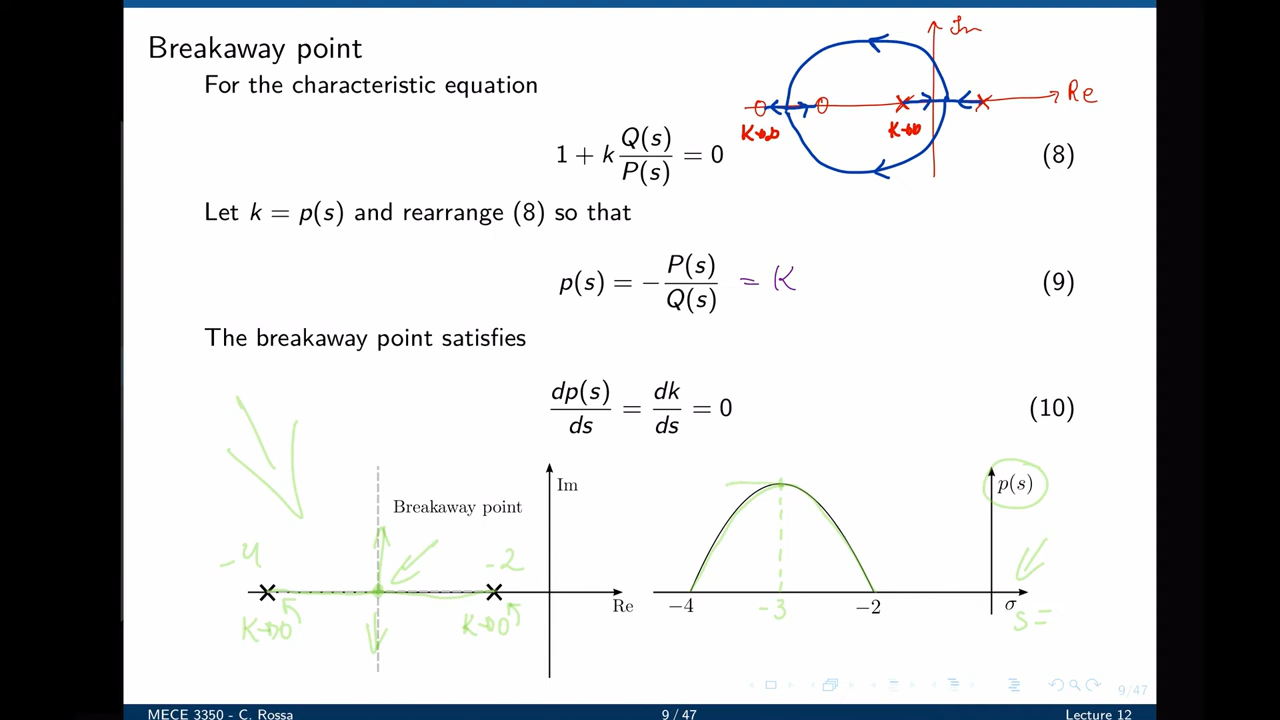 Breakaway point
For the characteristic equation
Im
Re
K→∞
K→0
1 + k Q(s)/P(s) = 0 (8)
Let k = p(s) and rearrange (8) so that
p(s) = − P(s)/Q(s) = K (9)
The breakaway point satisfies
dp(s)/ds = dk/ds = 0 (10)
Im
Breakaway point
-4
-2
K→0
K→0
Re
p(s)
−4
-3
−2
σ
s =
9/47
MECE 3350 - C. Rossa 9 / 47 Lecture 12